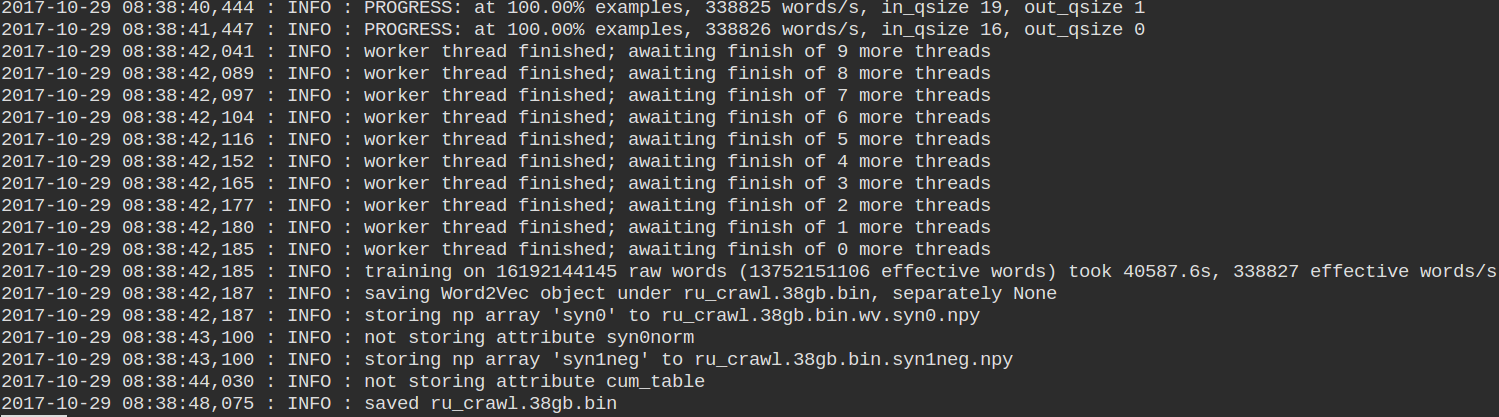 2017-10-29 08:38:40,444 : INFO : PROGRESS: at 100.00% examples, 338825 words/s, in_qsize 19, out_qsize 1
2017-10-29 08:38:41,447 : INFO : PROGRESS: at 100.00% examples, 338826 words/s, in_qsize 16, out_qsize 0
2017-10-29 08:38:42,041 : INFO : worker thread finished; awaiting finish of 9 more threads
2017-10-29 08:38:42,089 : INFO : worker thread finished; awaiting finish of 8 more threads
2017-10-29 08:38:42,097 : INFO : worker thread finished; awaiting finish of 7 more threads
2017-10-29 08:38:42,104 : INFO : worker thread finished; awaiting finish of 6 more threads
2017-10-29 08:38:42,116 : INFO : worker thread finished; awaiting finish of 5 more threads
2017-10-29 08:38:42,152 : INFO : worker thread finished; awaiting finish of 4 more threads
2017-10-29 08:38:42,165 : INFO : worker thread finished; awaiting finish of 3 more threads
2017-10-29 08:38:42,177 : INFO : worker thread finished; awaiting finish of 2 more threads
2017-10-29 08:38:42,180 : INFO : worker thread finished; awaiting finish of 1 more threads
2017-10-29 08:38:42,185 : INFO : worker thread finished; awaiting finish of 0 more threads
2017-10-29 08:38:42,185 : INFO : training on 16192144145 raw words (13752151106 effective words) took 40587.6s, 338827 effective words/s
2017-10-29 08:38:42,187 : INFO : saving Word2Vec object under ru_crawl.38gb.bin, separately None
2017-10-29 08:38:42,187 : INFO : storing np array 'syn0' to ru_crawl.38gb.bin.wv.syn0.npy
2017-10-29 08:38:43,100 : INFO : not storing attribute syn0norm
2017-10-29 08:38:43,100 : INFO : storing np array 'syn1neg' to ru_crawl.38gb.bin.syn1neg.npy
2017-10-29 08:38:44,030 : INFO : not storing attribute cum_table
2017-10-29 08:38:48,075 : INFO : saved ru_crawl.38gb.bin